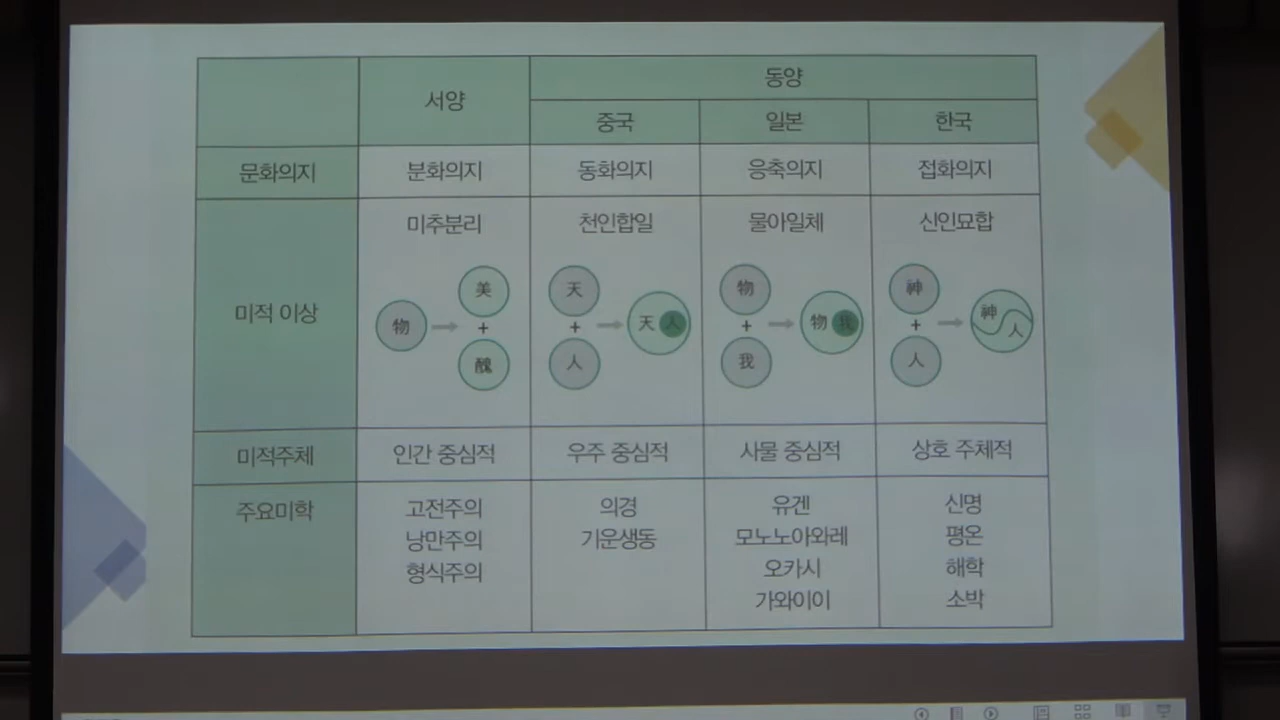 서양
동양
중국
일본
한국
문화의지
분화의지
동화의지
응축의지
접화의지
미적 이상
미추분리
천인합일
물아일체
신인묘합
物
美
+
醜
天
+
人
天 人
物
+
我
物 我
神
+
人
神
人
미적주체
인간 중심적
우주 중심적
사물 중심적
상호 주체적
주요미학
고전주의
낭만주의
형식주의
의경
기운생동
유겐
모노노아와레
오카시
가와이이
신명
평온
해학
소박